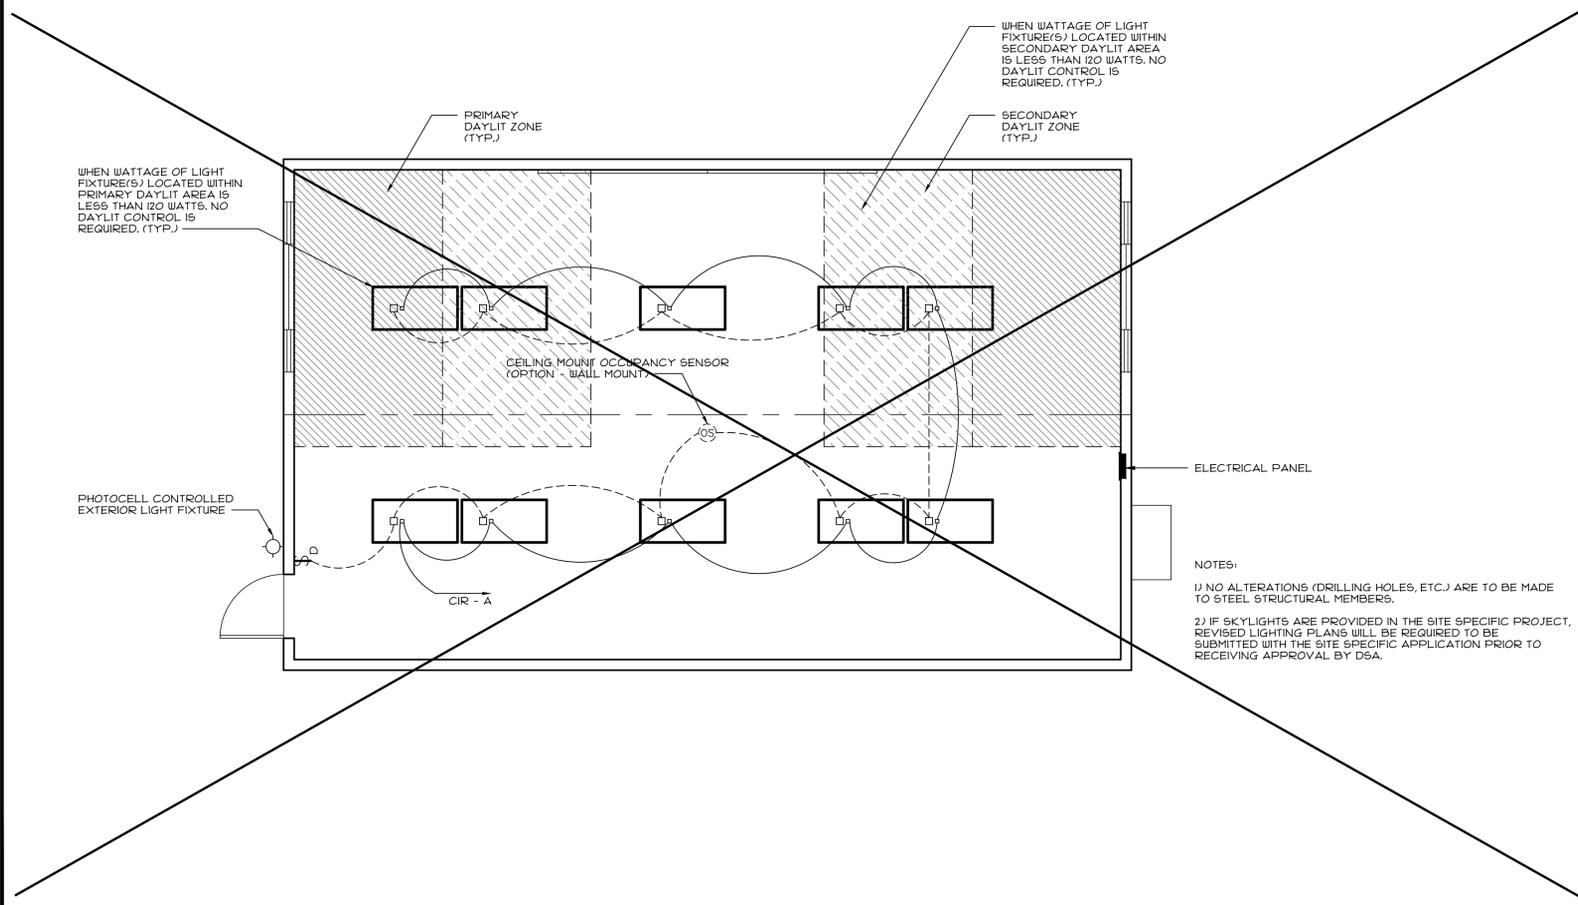 WHEN WATTAGE OF LIGHT
FIXTURE(S) LOCATED WITHIN
SECONDARY DAYLIT AREA
IS LESS THAN 120 WATTS. NO
DAYLIT CONTROL IS
REQUIRED. (TYP.)
PRIMARY
DAYLIT ZONE
(TYP.)
SECONDARY
DAYLIT ZONE
(TYP.)
WHEN WATTAGE OF LIGHT
FIXTURE(S) LOCATED WITHIN
PRIMARY DAYLIT AREA IS
LESS THAN 120 WATTS. NO
DAYLIT CONTROL IS
REQUIRED. (TYP.)
CEILING MOUNT OCCUPANCY SENSOR
(OPTION - WALL MOUNT)
OS
ELECTRICAL PANEL
PHOTOCELL CONTROLLED
EXTERIOR LIGHT FIXTURE
D
CIR - A
NOTES:
1) NO ALTERATIONS (DRILLING HOLES, ETC.) ARE TO BE MADE
TO STEEL STRUCTURAL MEMBERS.
2) IF SKYLIGHTS ARE PROVIDED IN THE SITE SPECIFIC PROJECT,
REVISED LIGHTING PLANS WILL BE REQUIRED TO BE
SUBMITTED WITH THE SITE SPECIFIC APPLICATION PRIOR TO
RECEIVING APPROVAL BY DSA.